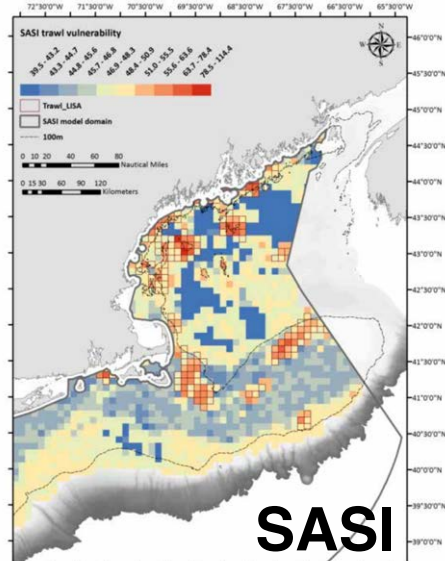 72°30'0"W 71°30'0"W 70°30'0"W 69°30'0"W 68°30'0"W 67°30'0"W 66°30'0"W
SASI trawl vulnerability
39.5 - 43.2
43.3 - 44.7
44.8 - 45.6
45.7 - 46.8
46.9 - 48.3
48.4 - 50.9
51.0 - 55.5
55.6 - 63.6
63.7 - 78.4
78.5 - 114.4
Trawl_LISA
SASI model domain
100m
0 10 20 40 60 80
Nautical Miles
0 15 30 60 90 120
Kilometers
N
W
E
S
46°0'0"N
45°30'0"N
45°0'0"N
44°30'0"N
44°0'0"N
43°30'0"N
43°0'0"N
42°30'0"N
42°0'0"N
41°30'0"N
41°0'0"N
40°30'0"N
40°0'0"N
39°30'0"N
39°0'0"N
SASI